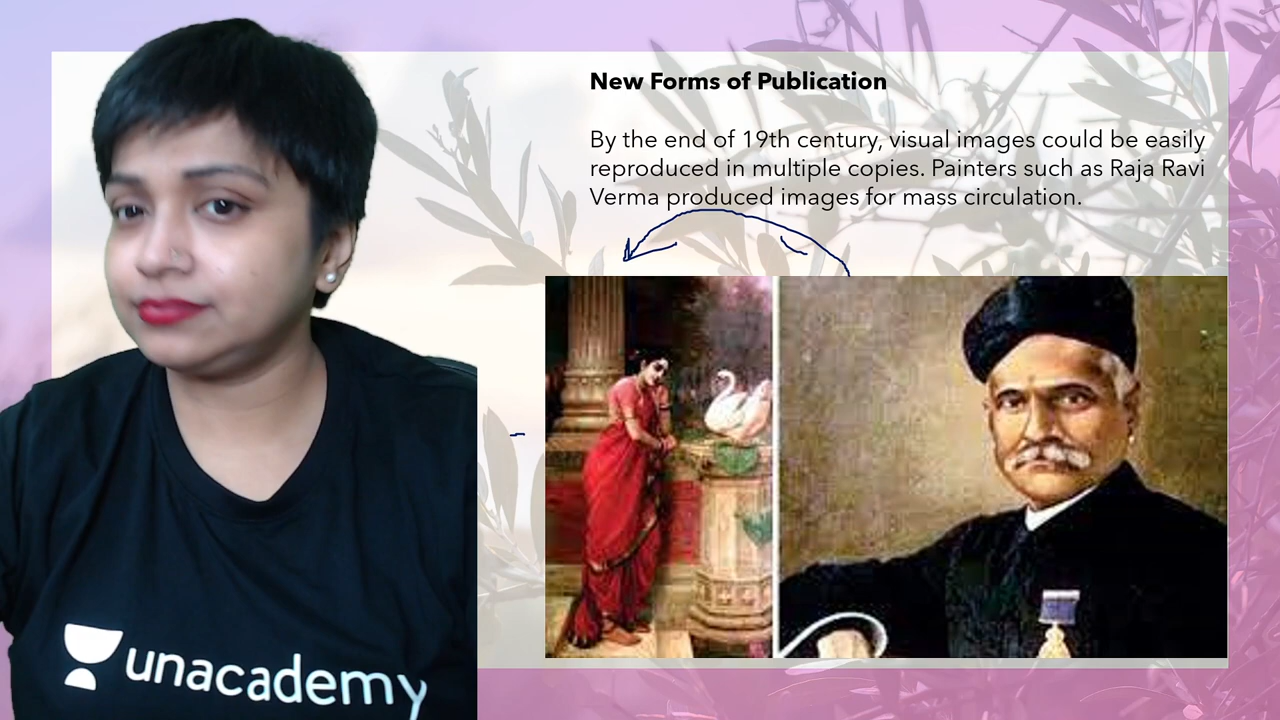 New Forms of Publication
By the end of 19th century, visual images could be easily
reproduced in multiple copies. Painters such as Raja Ravi
Verma produced images for mass circulation.
unacademy